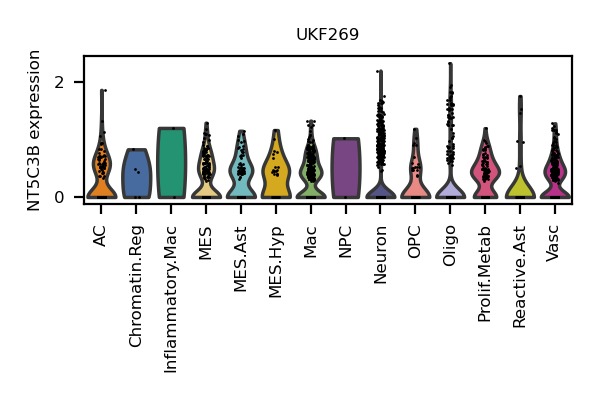 UKF269
NT5C3B expression
2
0
AC
Chromatin.Reg
Inflammatory.Mac
MES
MES.Ast
MES.Hyp
Mac
NPC
Neuron
OPC
Oligo
Prolif.Metab
Reactive.Ast
Vasc